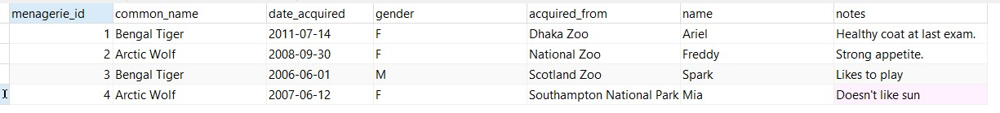 menagerie_id common_name date_acquired gender acquired_from name notes
1 Bengal Tiger 2011-07-14 F Dhaka Zoo Ariel Healthy coat at last exam.
2 Arctic Wolf 2008-09-30 F National Zoo Freddy Strong appetite.
3 Bengal Tiger 2006-06-01 M Scotland Zoo Spark Likes to play
4 Arctic Wolf 2007-06-12 F Southampton National Park Mia Doesn't like sun